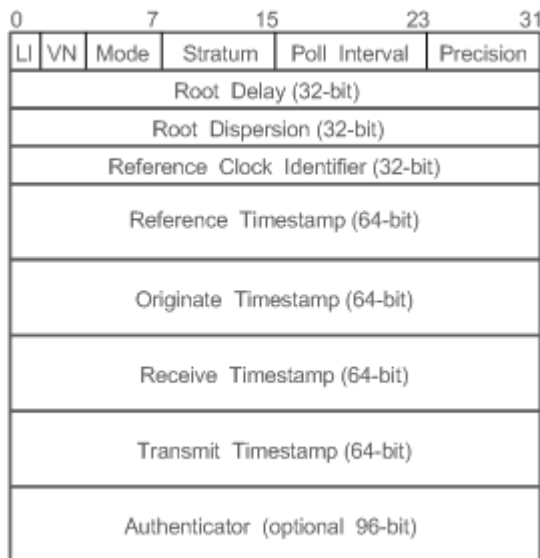 0 7 15 23 31
LI VN Mode Stratum Poll Interval Precision
Root Delay (32-bit)
Root Dispersion (32-bit)
Reference Clock Identifier (32-bit)
Reference Timestamp (64-bit)
Originate Timestamp (64-bit)
Receive Timestamp (64-bit)
Transmit Timestamp (64-bit)
Authenticator (optional 96-bit)